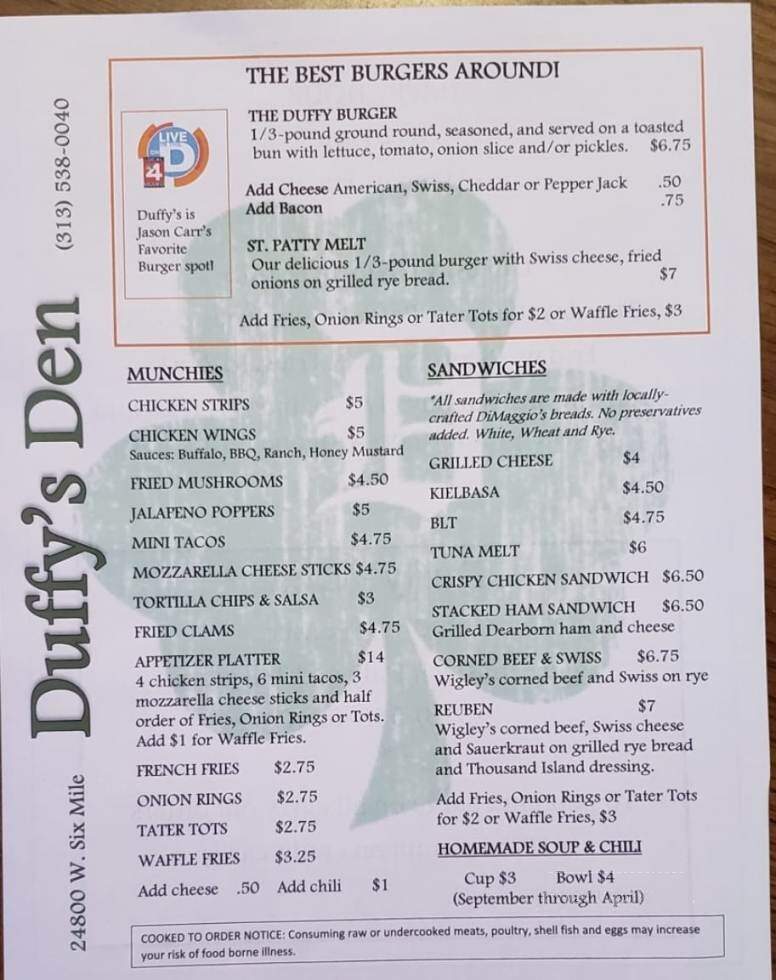 Duffy's Den
24800 W. Six Mile
(313) 538-0040
THE BEST BURGERS AROUND!
LIVE
IN THE
D
4
Duffy's is
Jason Carr's
Favorite
Burger spot!
THE DUFFY BURGER
1/3-pound ground round, seasoned, and served on a toasted
bun with lettuce, tomato, onion slice and/or pickles. $6.75
Add Cheese American, Swiss, Cheddar or Pepper Jack .50
Add Bacon .75
ST. PATTY MELT
Our delicious 1/3-pound burger with Swiss cheese, fried
onions on grilled rye bread. $7
Add Fries, Onion Rings or Tater Tots for $2 or Waffle Fries, $3
MUNCHIES
CHICKEN STRIPS $5
CHICKEN WINGS $5
Sauces: Buffalo, BBQ, Ranch, Honey Mustard
FRIED MUSHROOMS $4.50
JALAPENO POPPERS $5
MINI TACOS $4.75
MOZZARELLA CHEESE STICKS $4.75
TORTILLA CHIPS & SALSA $3
FRIED CLAMS $4.75
APPETIZER PLATTER $14
4 chicken strips, 6 mini tacos, 3
mozzarella cheese sticks and half
order of Fries, Onion Rings or Tots.
Add $1 for Waffle Fries.
FRENCH FRIES $2.75
ONION RINGS $2.75
TATER TOTS $2.75
WAFFLE FRIES $3.25
Add cheese .50 Add chili $1
SANDWICHES
*All sandwiches are made with locally-
crafted DiMaggio's breads. No preservatives
added. White, Wheat and Rye.
GRILLED CHEESE $4
KIELBASA $4.50
BLT $4.75
TUNA MELT $6
CRISPY CHICKEN SANDWICH $6.50
STACKED HAM SANDWICH $6.50
Grilled Dearborn ham and cheese
CORNED BEEF & SWISS $6.75
Wigley's corned beef and Swiss on rye
REUBEN $7
Wigley's corned beef, Swiss cheese
and Sauerkraut on grilled rye bread
and Thousand Island dressing.
Add Fries, Onion Rings or Tater Tots
for $2 or Waffle Fries, $3
HOMEMADE SOUP & CHILI
Cup $3 Bowl $4
(September through April)
COOKED TO ORDER NOTICE: Consuming raw or undercooked meats, poultry, shell fish and eggs may increase
your risk of food borne illness.